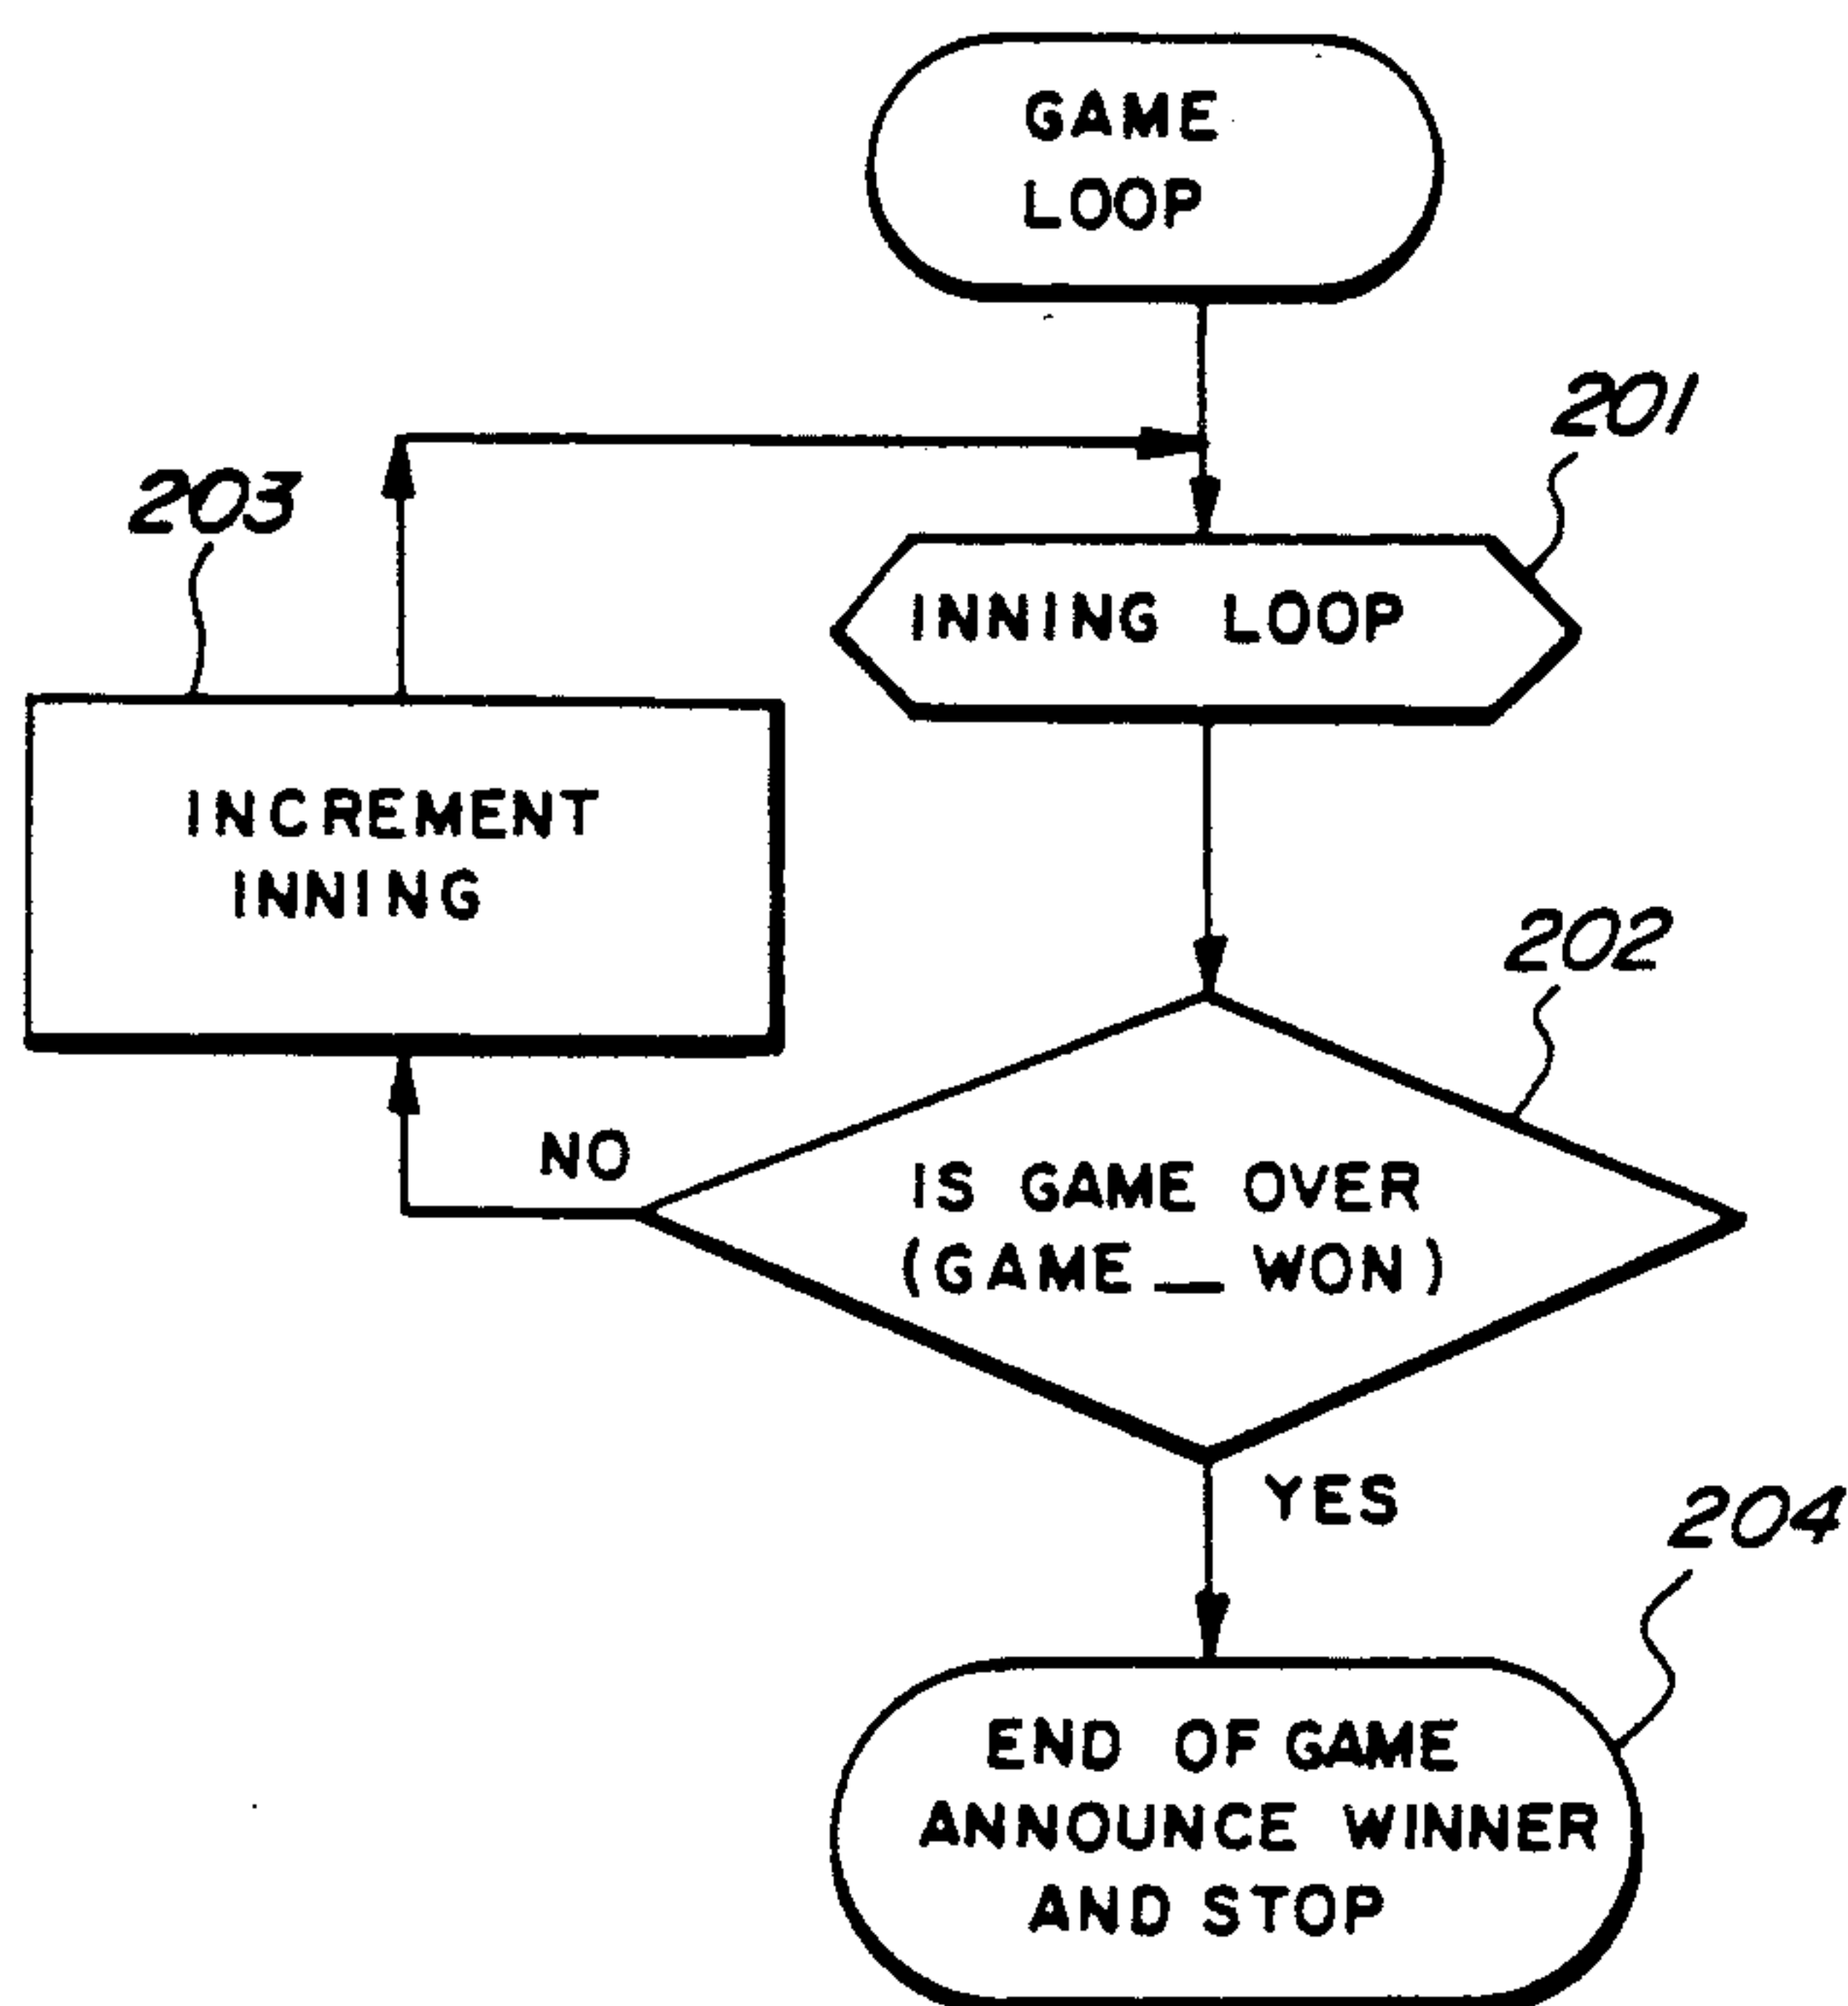 GAME
LOOP
201
INNING LOOP
203
INCREMENT
INNING
202
IS GAME OVER
(GAME__WON)
NO
YES
204
END OF GAME
ANNOUNCE WINNER
AND STOP